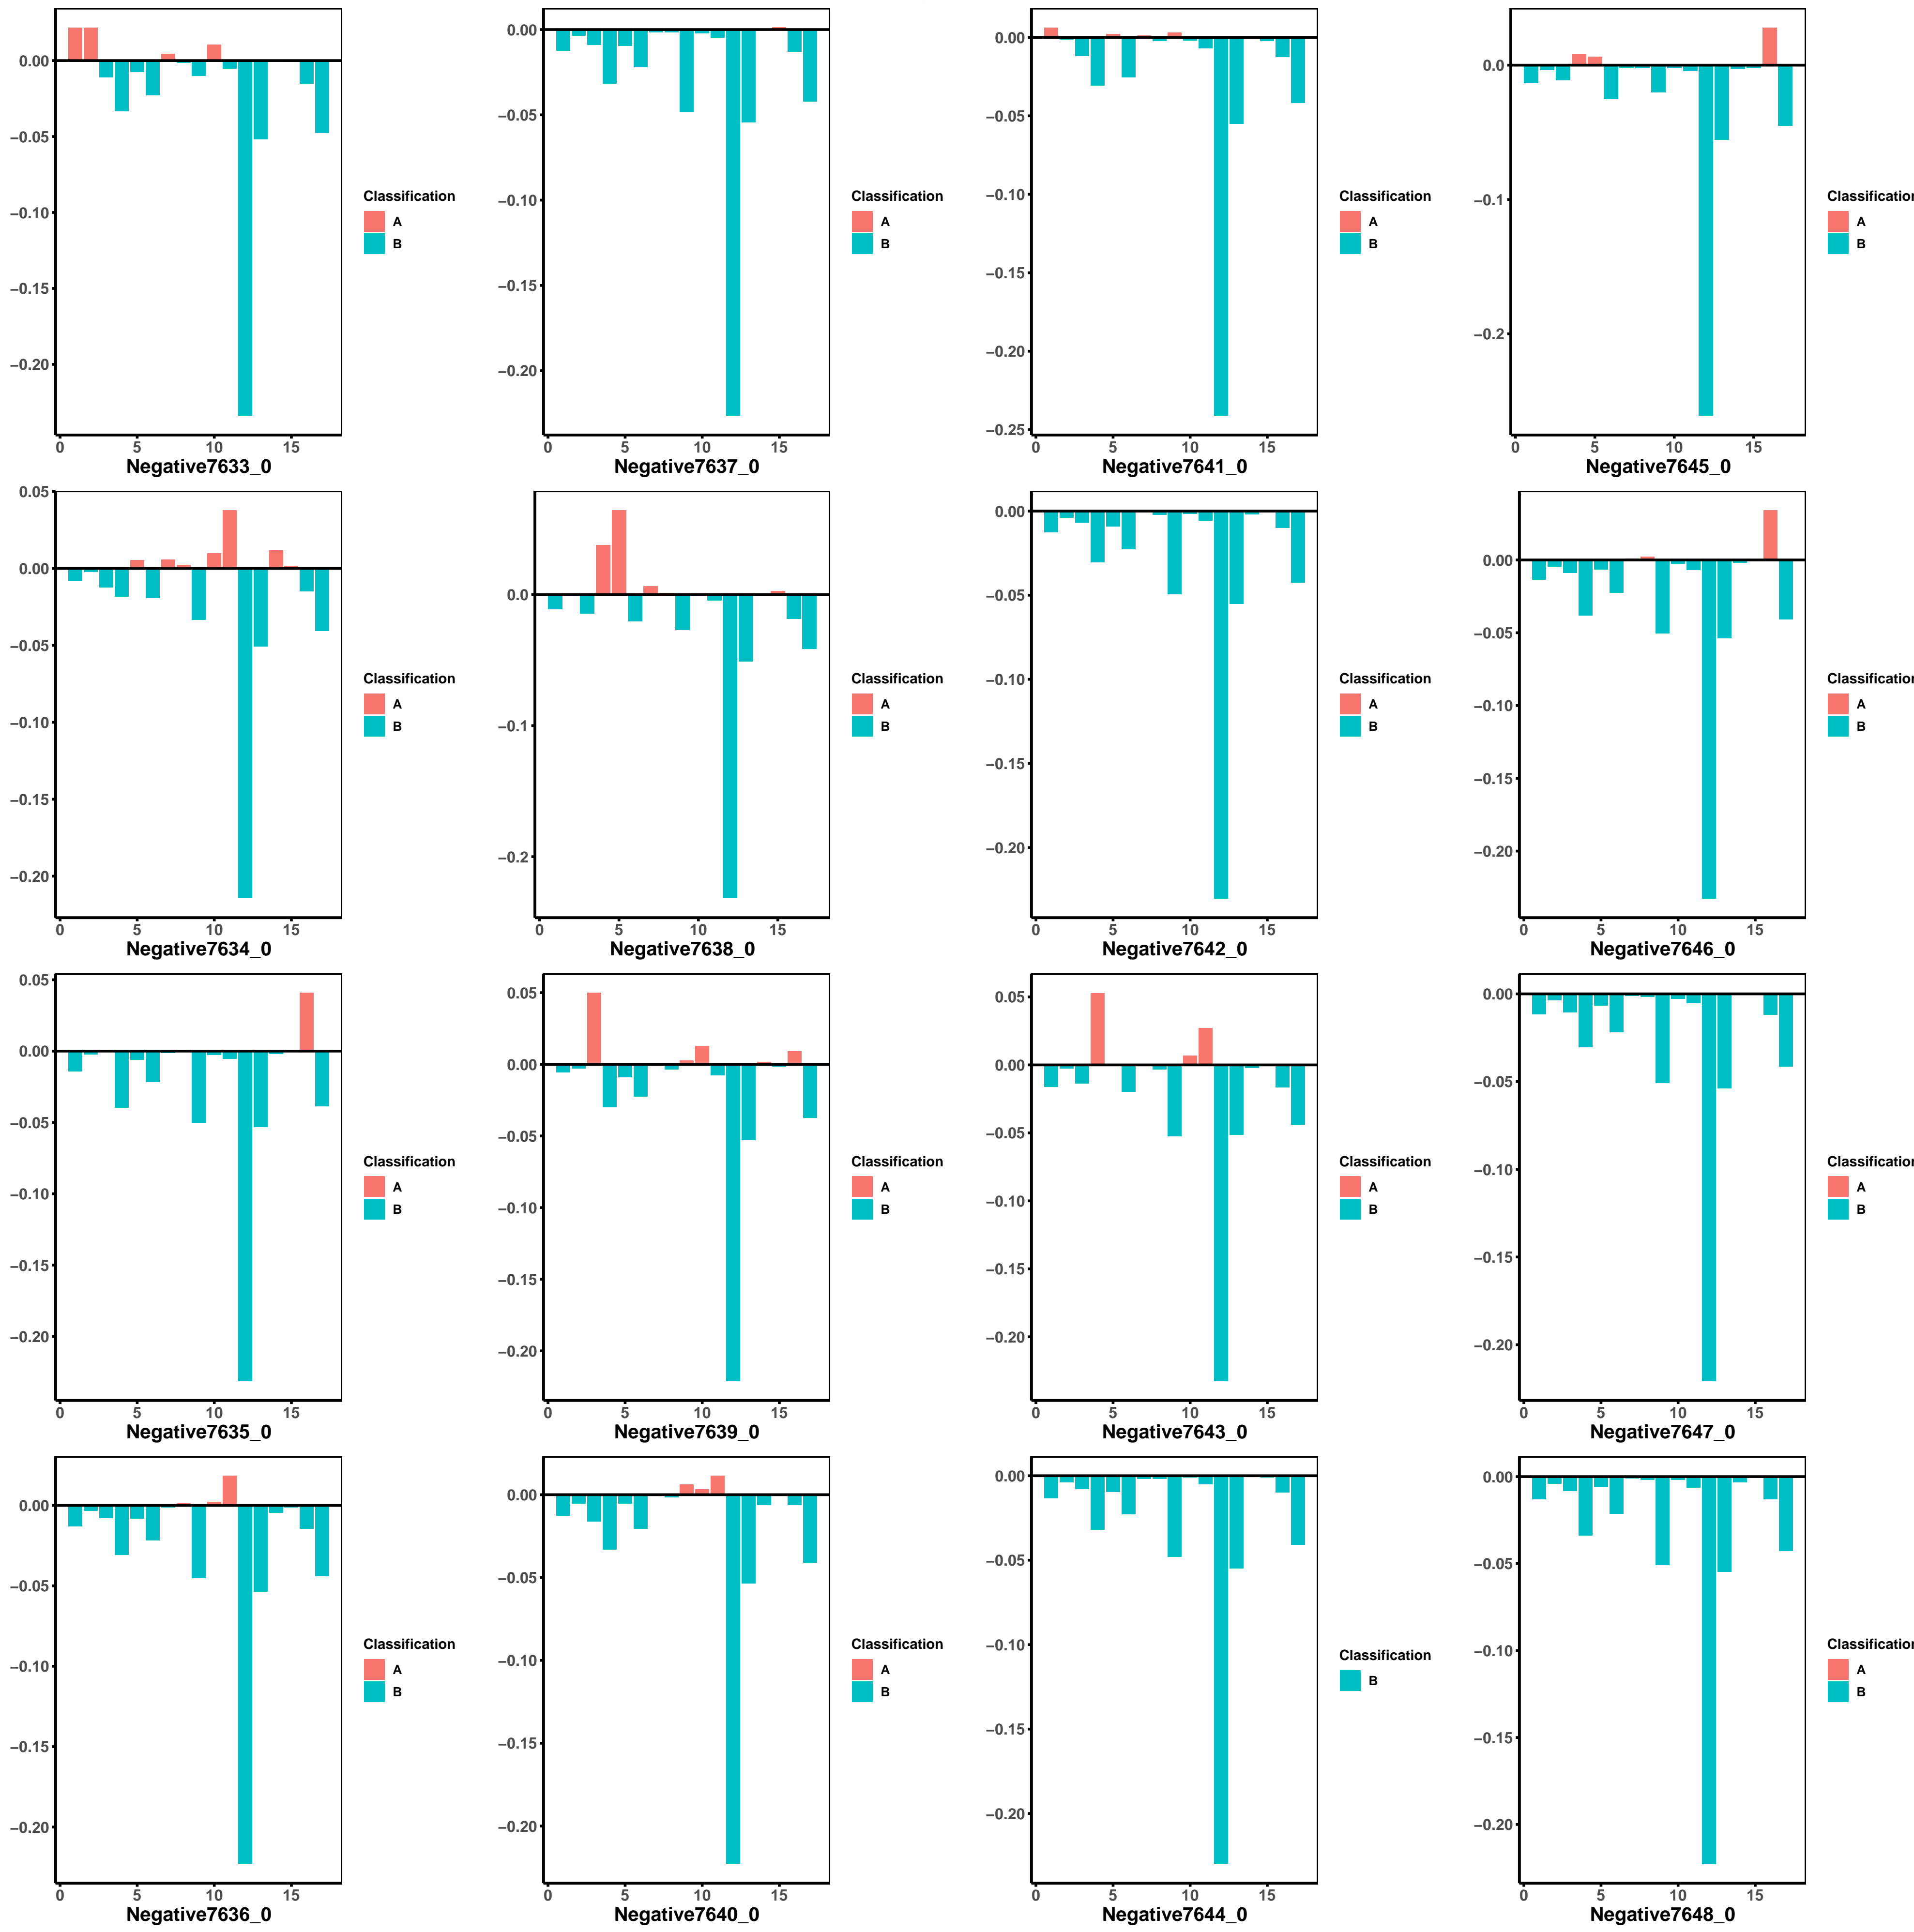 0.00
–0.05
–0.10
–0.15
–0.20
Classification
A
B
0 5 10 15
Negative7633_0
0.00
–0.05
–0.10
–0.15
–0.20
Classification
A
B
0 5 10 15
Negative7637_0
0.00
–0.05
–0.10
–0.15
–0.20
–0.25
Classification
A
B
0 5 10 15
Negative7641_0
0.0
–0.1
–0.2
Classification
A
B
0 5 10 15
Negative7645_0
0.05
0.00
–0.05
–0.10
–0.15
–0.20
Classification
A
B
0 5 10 15
Negative7634_0
0.0
–0.1
–0.2
Classification
A
B
0 5 10 15
Negative7638_0
0.00
–0.05
–0.10
–0.15
–0.20
Classification
A
B
0 5 10 15
Negative7642_0
0.00
–0.05
–0.10
–0.15
–0.20
Classification
A
B
0 5 10 15
Negative7646_0
0.05
0.00
–0.05
–0.10
–0.15
–0.20
Classification
A
B
0 5 10 15
Negative7635_0
0.05
0.00
–0.05
–0.10
–0.15
–0.20
Classification
A
B
0 5 10 15
Negative7639_0
0.05
0.00
–0.05
–0.10
–0.15
–0.20
Classification
A
B
0 5 10 15
Negative7643_0
0.00
–0.05
–0.10
–0.15
–0.20
Classification
A
B
0 5 10 15
Negative7647_0
0.00
–0.05
–0.10
–0.15
–0.20
Classification
A
B
0 5 10 15
Negative7636_0
0.00
–0.05
–0.10
–0.15
–0.20
Classification
A
B
0 5 10 15
Negative7640_0
0.00
–0.05
–0.10
–0.15
–0.20
Classification
B
0 5 10 15
Negative7644_0
0.00
–0.05
–0.10
–0.15
–0.20
Classification
A
B
0 5 10 15
Negative7648_0